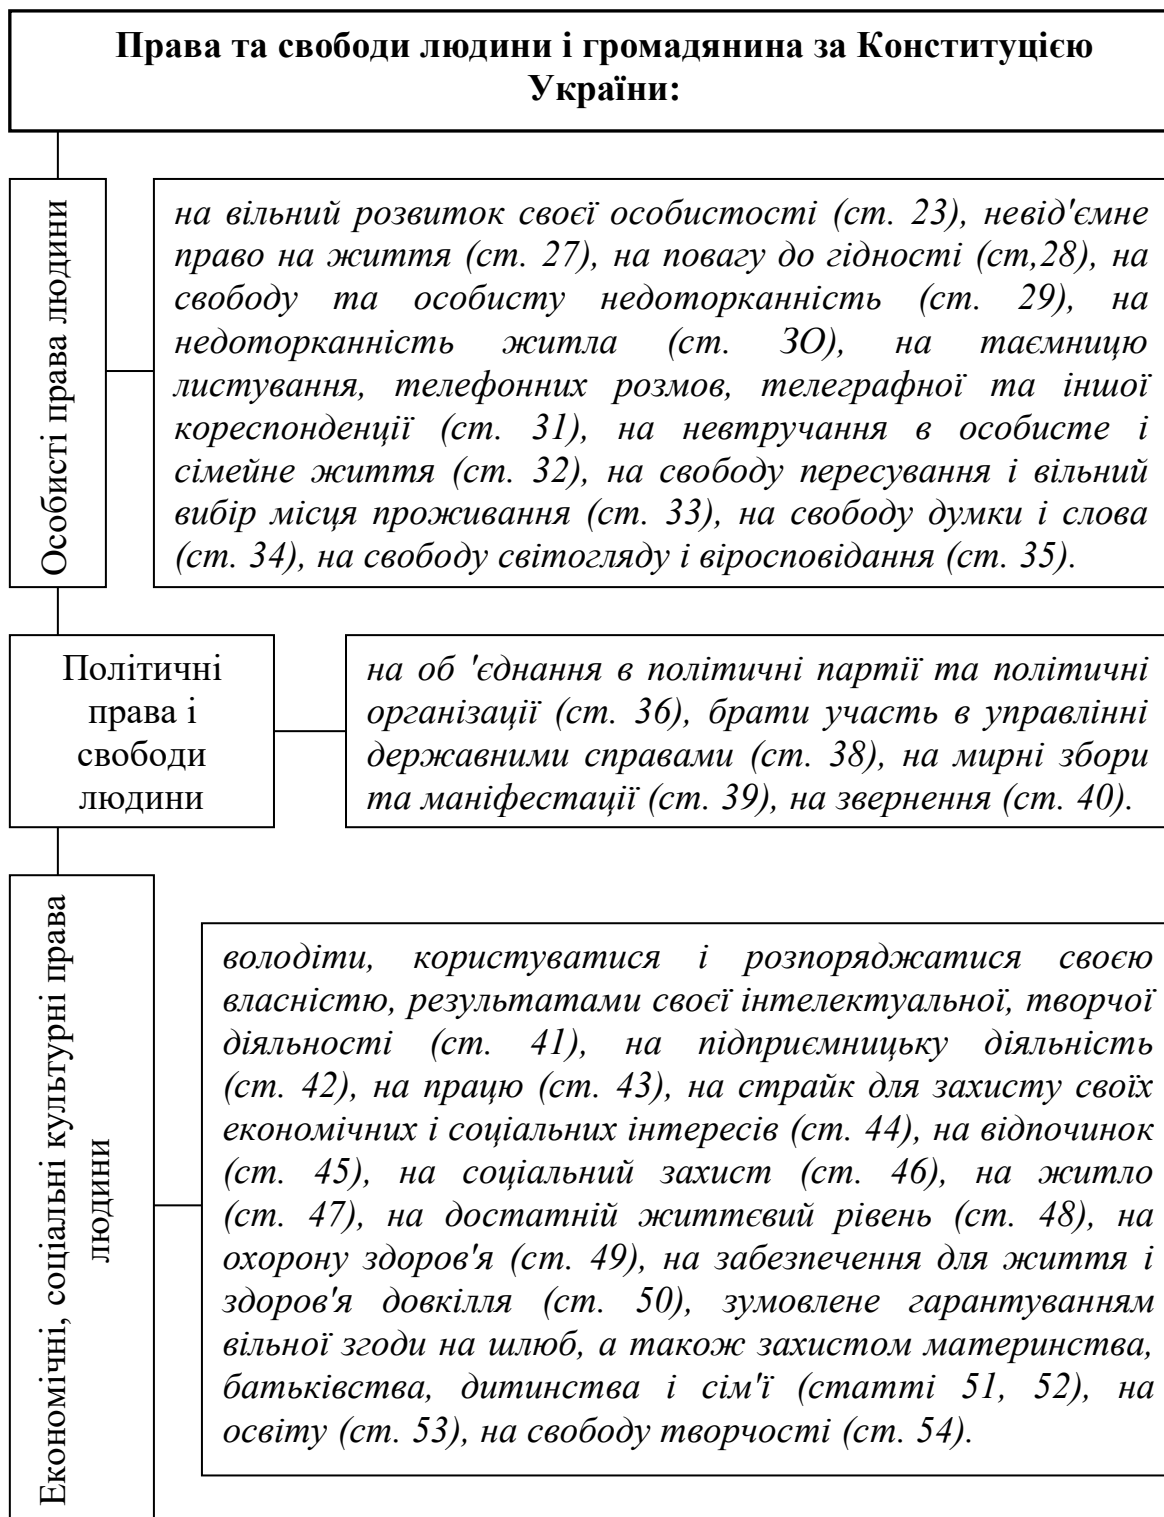 Права та свободи людини і громадянина за Конституцією
України:
Особисті права людини
на вільний розвиток своєї особистості (ст. 23), невід'ємне
право на життя (ст. 27), на повагу до гідності (ст,28), на
свободу та особисту недоторканність (ст. 29), на
недоторканність житла (ст. ЗО), на таємницю
листування, телефонних розмов, телеграфної та іншої
кореспонденції (ст. 31), на невтручання в особисте і
сімейне життя (ст. 32), на свободу пересування і вільний
вибір місця проживання (ст. 33), на свободу думки і слова
(ст. 34), на свободу світогляду і віросповідання (ст. 35).
Політичні
права і
свободи
людини
на об 'єднання в політичні партії та політичні
організації (ст. 36), брати участь в управлінні
державними справами (ст. 38), на мирні збори
та маніфестації (ст. 39), на звернення (ст. 40).
Економічні, соціальні культурні права
людини
володіти, користуватися і розпоряджатися своєю
власністю, результатами своєї інтелектуальної, творчої
діяльності (ст. 41), на підприємницьку діяльність
(ст. 42), на працю (ст. 43), на страйк для захисту своїх
економічних і соціальних інтересів (ст. 44), на відпочинок
(ст. 45), на соціальний захист (ст. 46), на житло
(ст. 47), на достатній життєвий рівень (ст. 48), на
охорону здоров'я (ст. 49), на забезпечення для життя і
здоров'я довкілля (ст. 50), зумовлене гарантуванням
вільної згоди на шлюб, а також захистом материнства,
батьківства, дитинства і сім'ї (статті 51, 52), на
освіту (ст. 53), на свободу творчості (ст. 54).